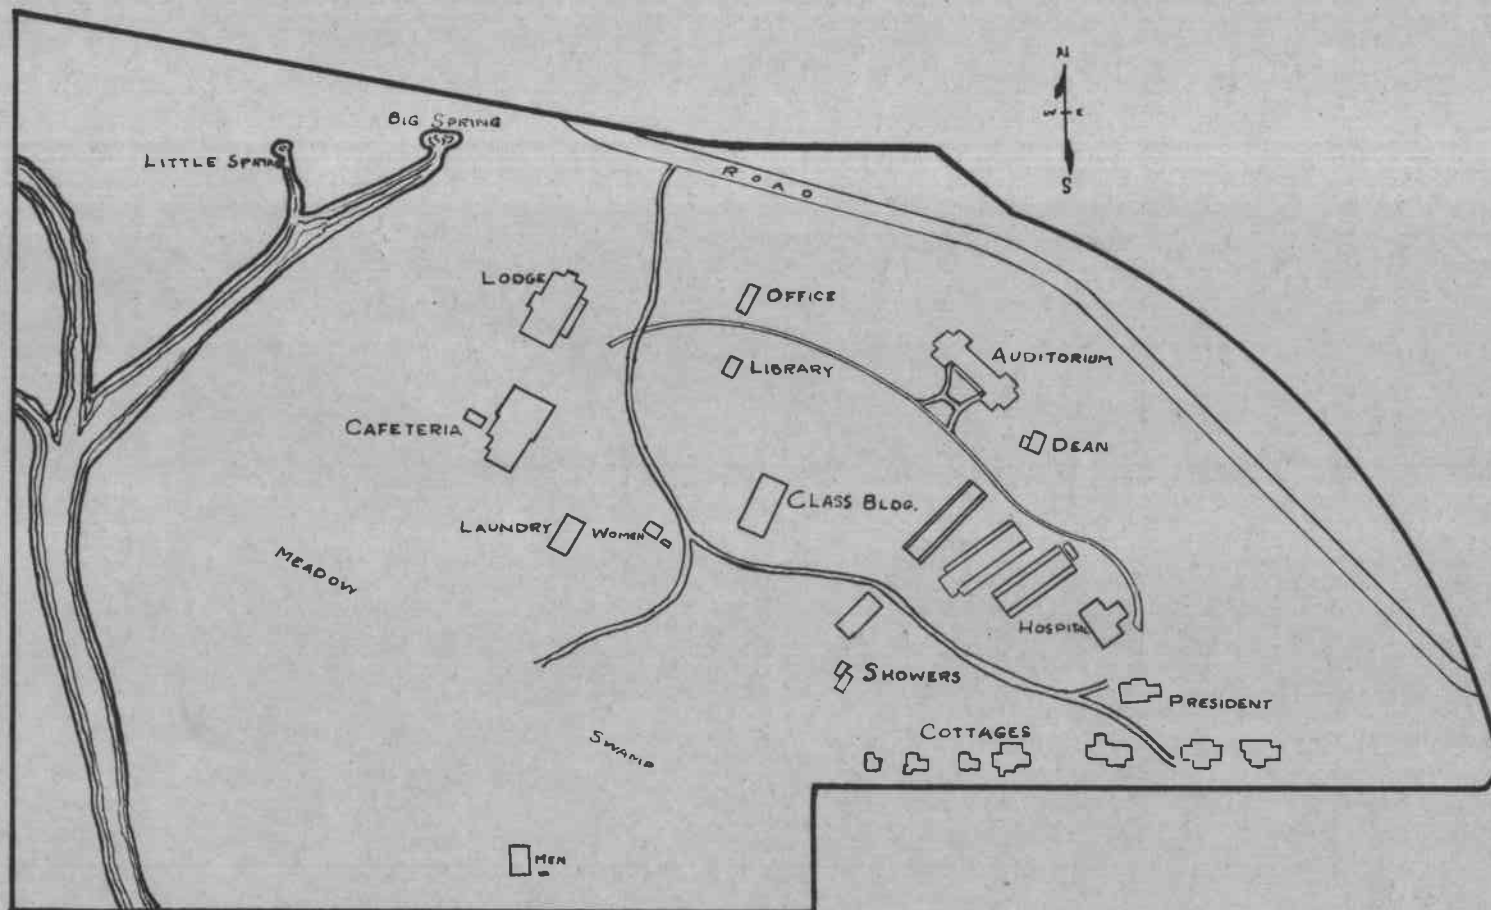 N
W E
S
BIG SPRING
LITTLE SPRING
ROAD
LODGE
OFFICE
AUDITORIUM
LIBRARY
CAFETERIA
DEAN
CLASS BLDG.
LAUNDRY
WOMEN
MEADOW
HOSPITAL
SHOWERS
PRESIDENT
COTTAGES
SWAMP
MEN